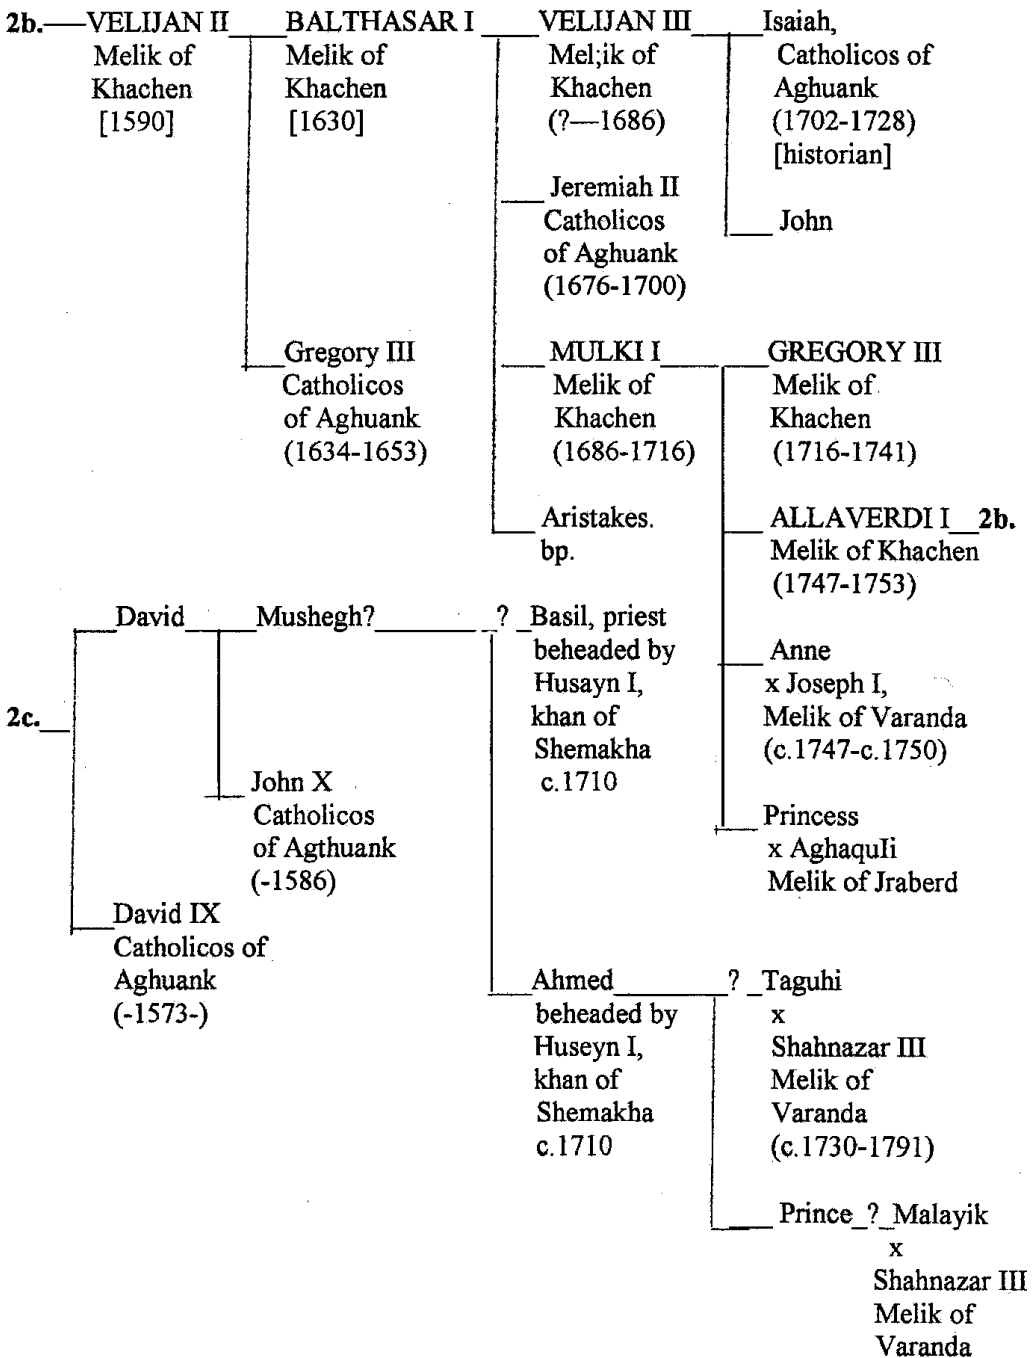 2b. VELIJAN II BALTHASAR I VELIJAN III Isaiah,
Melik of Melik of Mel;ik of Catholicos of
Khachen Khachen Khachen Aghuank
[1590] [1630] (?—1686) (1702-1728)
[historian]
Jeremiah II
Catholicos John
of Aghuank
(1676-1700)
Gregory III MULKI I GREGORY III
Catholicos Melik of Melik of
of Aghuank Khachen Khachen
(1634-1653) (1686-1716) (1716-1741)
Aristakes. ALLAVERDI I 2b.
bp. Melik of Khachen
(1747-1753)
David Mushegh? ? Basil, priest
beheaded by Anne
Husayn I, x Joseph I,
2c. khan of Melik of Varanda
Shemakha (c.1747-c.1750)
John X c.1710
Catholicos Princess
of Agthuank x AghaquIi
(-1586) Melik of Jraberd
David IX
Catholicos of
Aghuank Ahmed ? Taguhi
(-1573-) beheaded by x
Huseyn I, Shahnazar III
khan of Melik of
Shemakha Varanda
c.1710 (c.1730-1791)
Prince ? Malayik
x
Shahnazar III
Melik of
Varanda